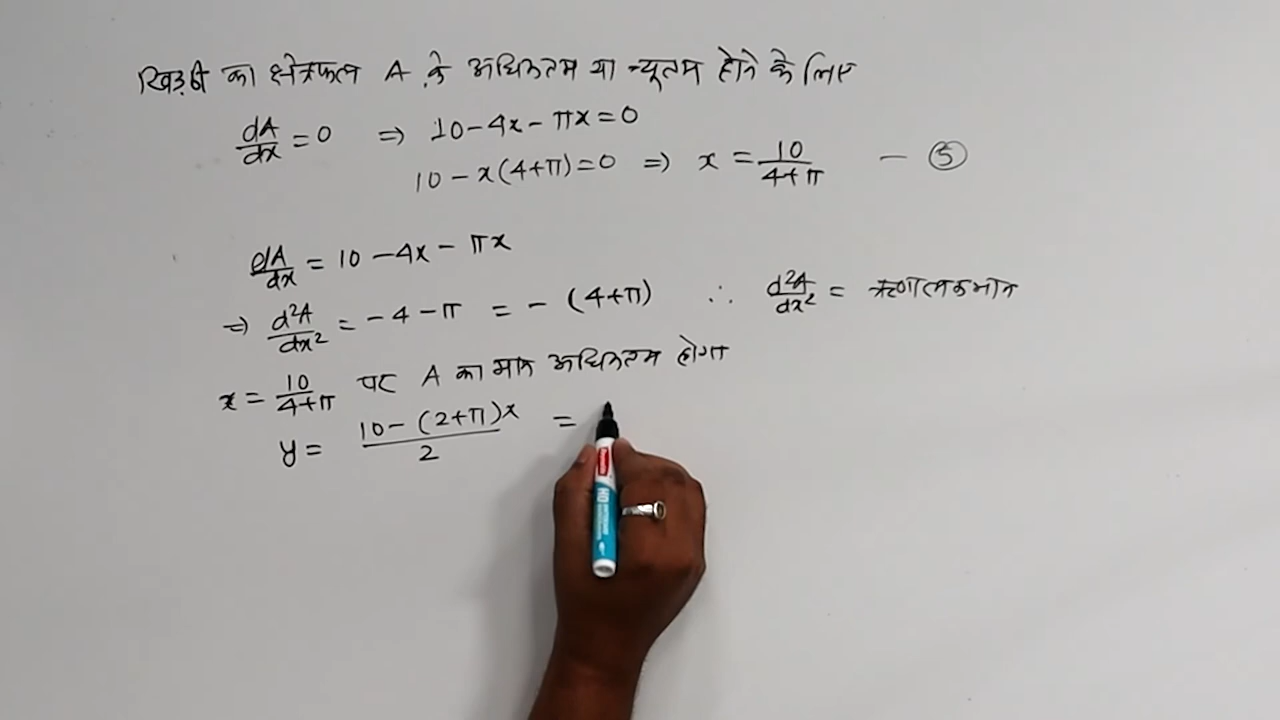 खिड़की का क्षेत्रफल A के अधिकतम या न्यूतम होने के लिए
dA/dx = 0 ⇒ 10 - 4x - πx = 0
10 - x(4+π) = 0 ⇒ x = 10/(4+π) — ⑤
dA/dx = 10 - 4x - πx
⇒ d²A/dx² = -4 - π = - (4+π) ∴ d²A/dx² = ऋणात्मक मान
x = 10/(4+π) पर A का मान अधिकतम होगा
y = (10 - (2+π)x)/2 =